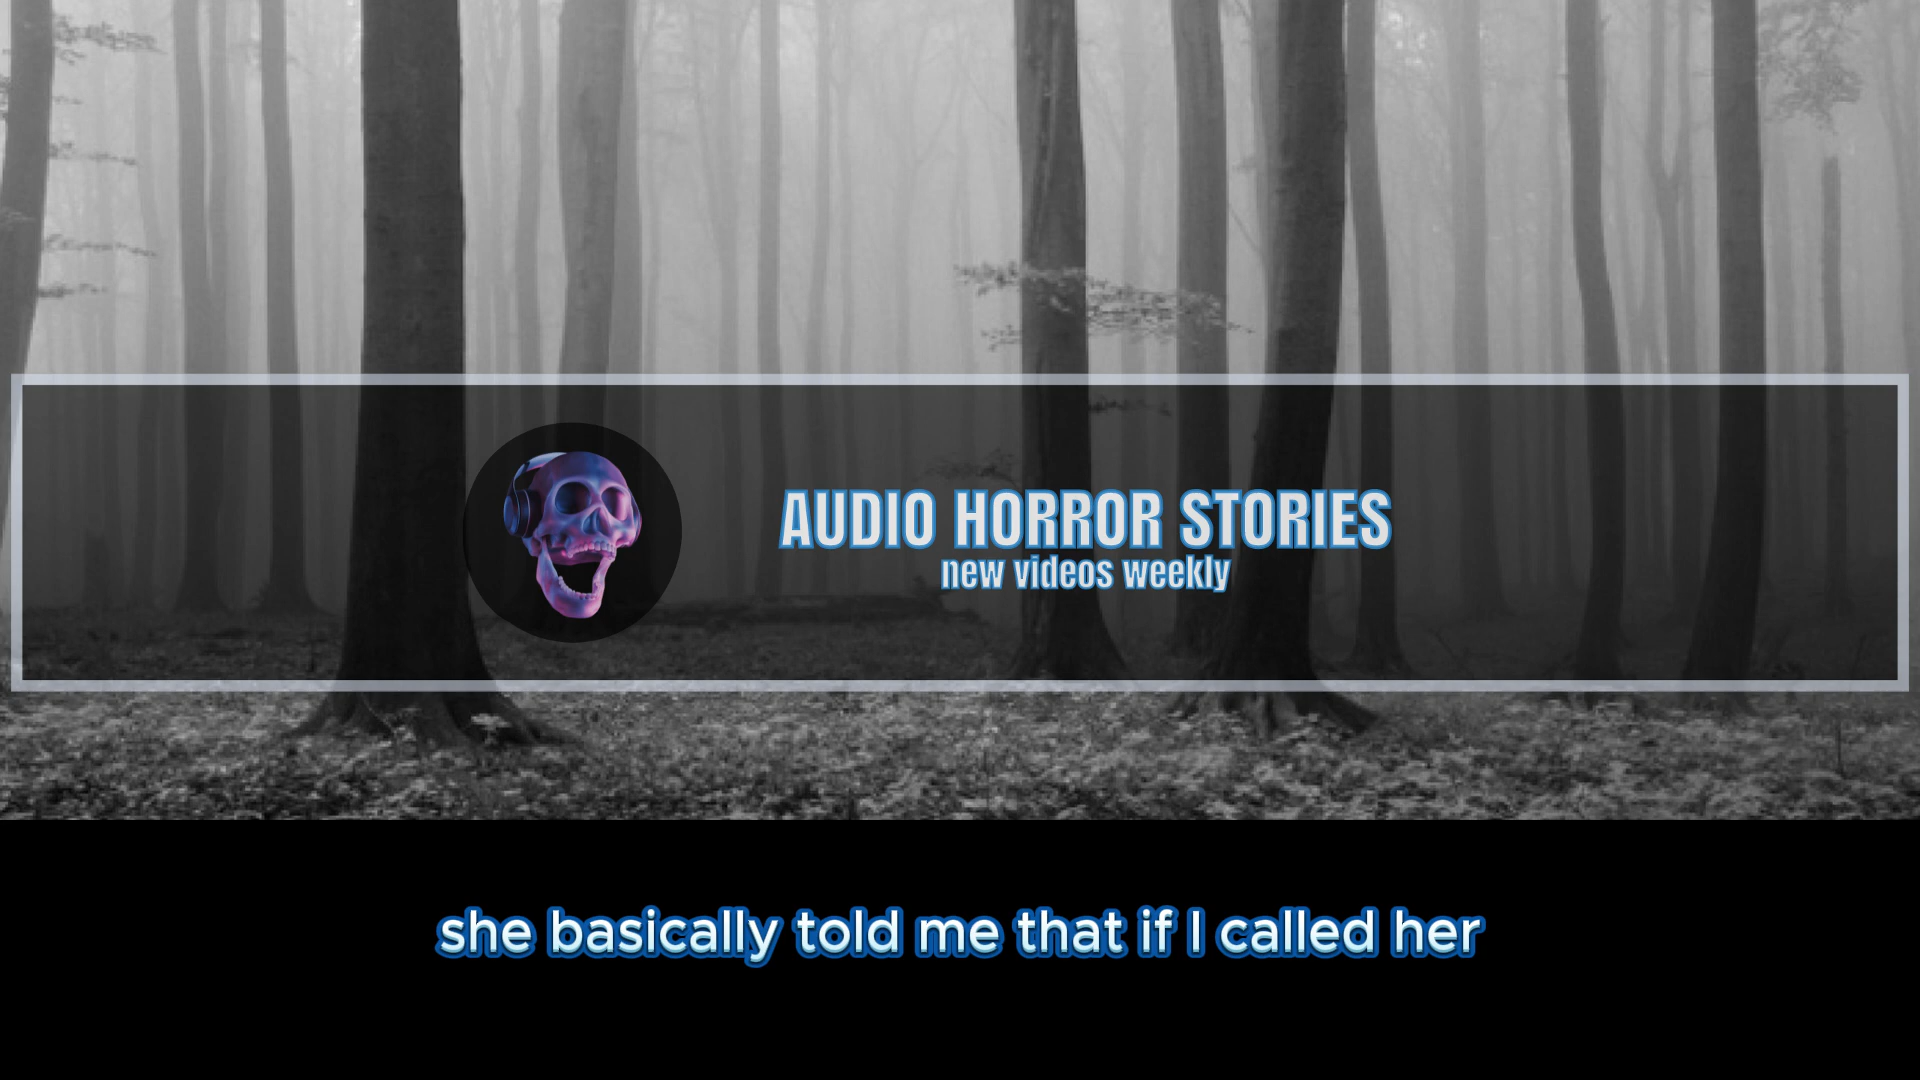 AUDIO HORROR STORIES
new videos weekly
she basically told me that if I called her